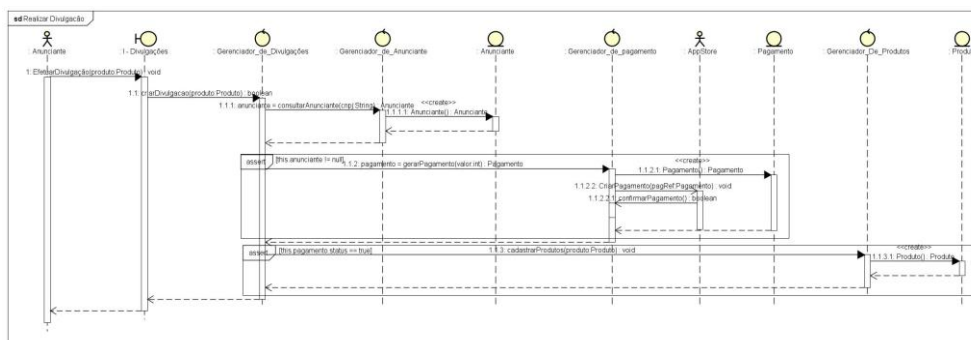 sd Realizar Divulgacão
: Anunciante
I - Divulgações
: Gerenciador_de_Divulgações
Gerenciador_de_Anunciante
: Anunciante
: Gerenciador_de_pagamento
: AppStore
: Pagamento
: Gerenciador_De_Produtos
: Produ
1: EfetuarDivulgação(produto:Produto) : void
1.1: criarDivulgacao(produto:Produto) : boolean
1.1.1: anunciante = consultarAnunciante(cnpj:String) : Anunciante
<<create>>
1.1.1.1: Anunciante() : Anunciante
assert
[this.anunciante != null]
1.1.2: pagamento = gerarPagamento(valor:int) : Pagamento
<<create>>
1.1.2.1: Pagamento() : Pagamento
1.1.2.2: CriarPagamento(pagRef:Pagamento) : void
1.1.2.2.1: confirmarPagamento() : boolean
assert
[this.pagamento.status == true]
1.1.3: cadastrarProdutos(produto:Produto) : void
<<create>>
1.1.3.1: Produto() : Produto